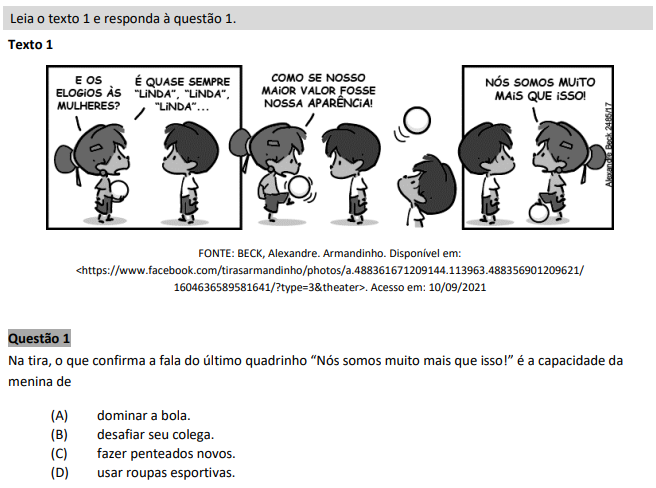 Leia o texto 1 e responda à questão 1.
Texto 1
E OS
ELOGIOS ÀS
MULHERES?
É QUASE SEMPRE
"LINDA", "LINDA",
"LINDA"...
COMO SE NOSSO
MAIOR VALOR FOSSE
NOSSA APARÊNCIA!
NÓS SOMOS MUITO
MAIS QUE ISSO!
Alexandre Beck 2485/17
FONTE: BECK, Alexandre. Armandinho. Disponível em:
<https://www.facebook.com/tirasarmandinho/photos/a.488361671209144.113963.488356901209621/
1604636589581641/?type=3&theater>. Acesso em: 10/09/2021
Questão 1
Na tira, o que confirma a fala do último quadrinho “Nós somos muito mais que isso!” é a capacidade da
menina de
(A) dominar a bola.
(B) desafiar seu colega.
(C) fazer penteados novos.
(D) usar roupas esportivas.